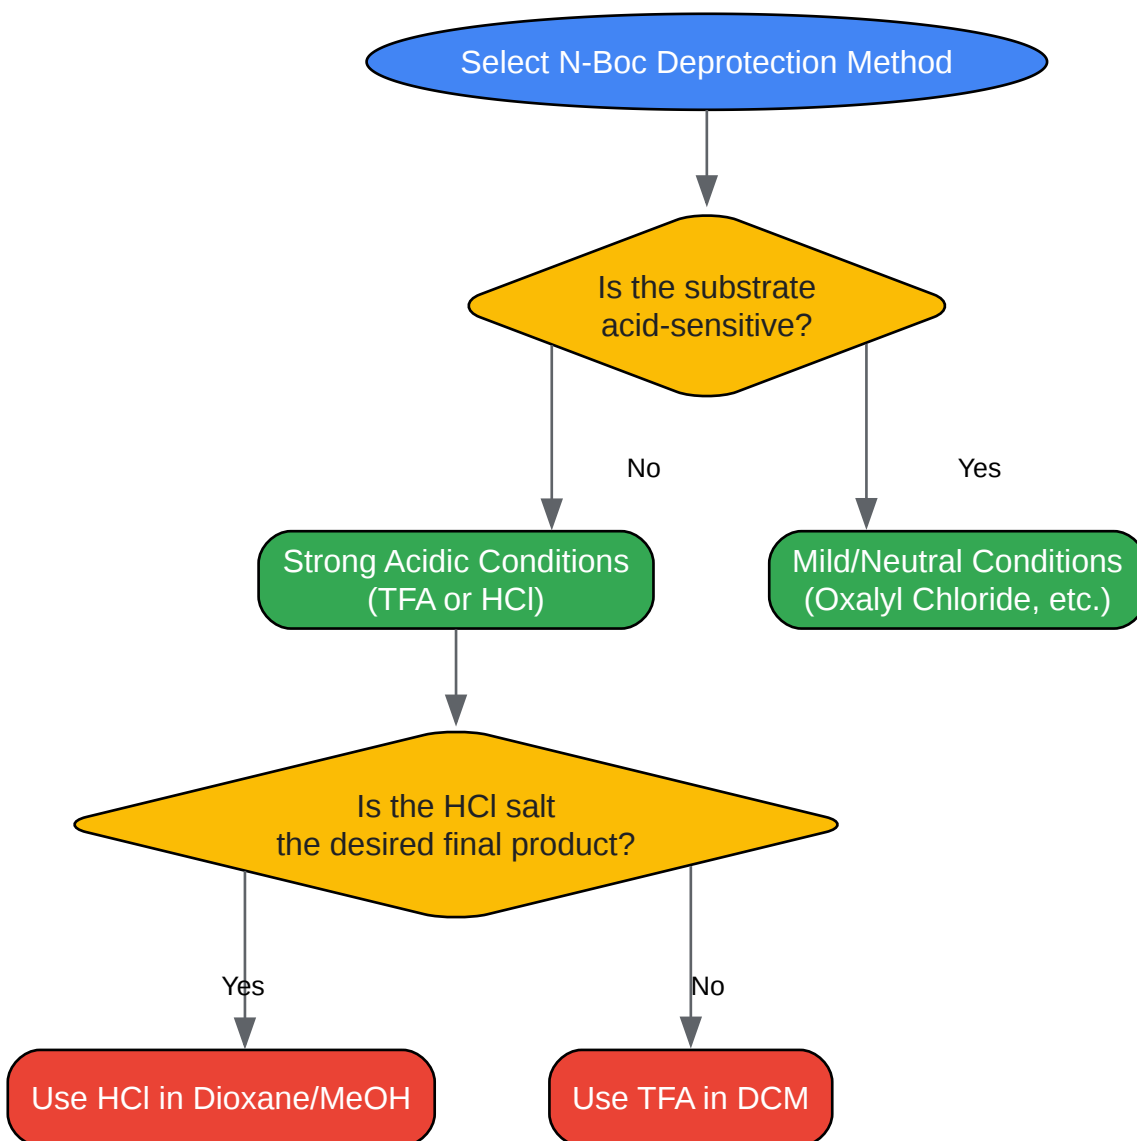 Select N-Boc Deprotection Method
Is the substrate
acid-sensitive?
No
Yes
Strong Acidic Conditions
(TFA or HCl)
Mild/Neutral Conditions
(Oxalyl Chloride, etc.)
Is the HCl salt
the desired final product?
Yes
No
Use HCl in Dioxane/MeOH
Use TFA in DCM